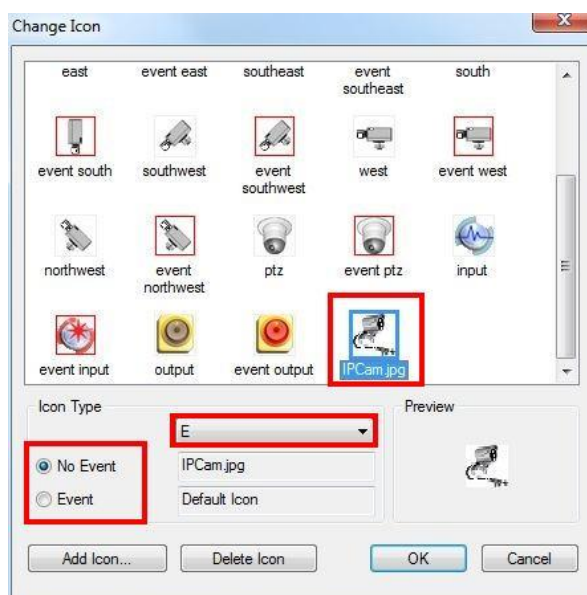 Change Icon
east event east southeast event southeast south
event south southwest event southwest west event west
northwest event northwest ptz event ptz input
event input output event output IPCam.jpg
Icon Type
Preview
E
No Event IPCam.jpg
Event Default Icon
Add Icon... Delete Icon OK Cancel